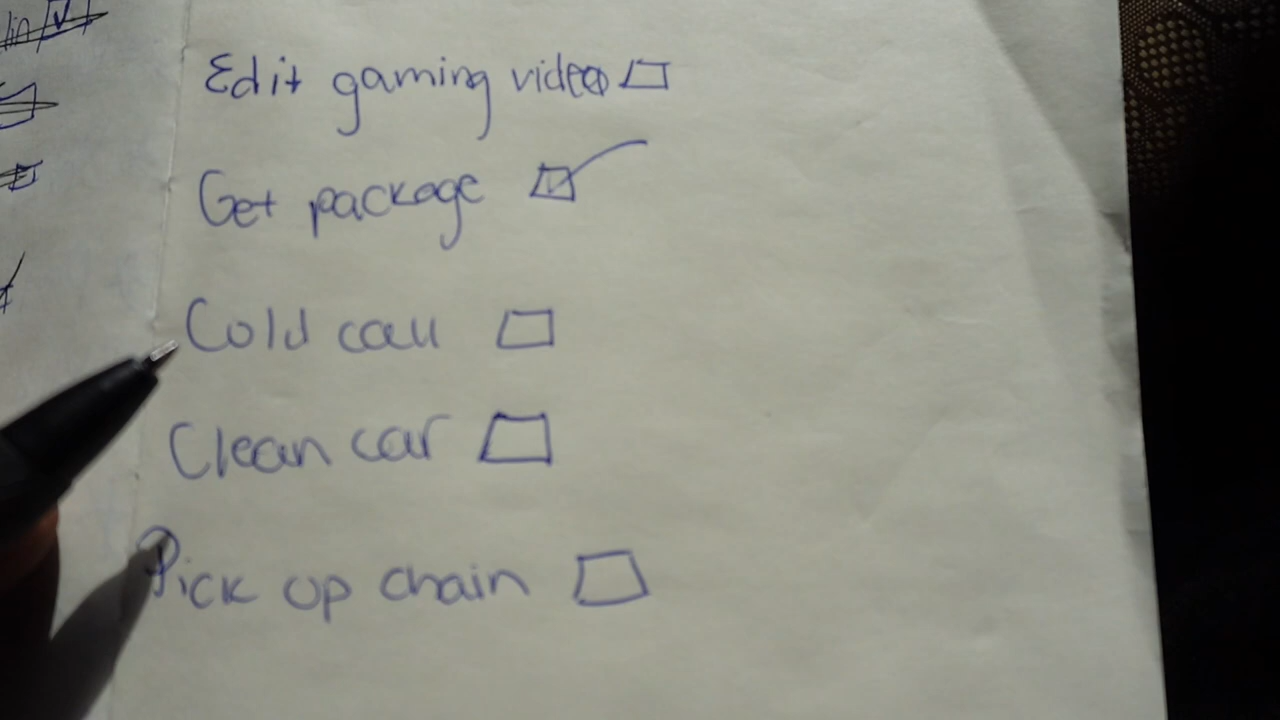 Edit gaming video
Get package
Cold call
Clean car
Pick up chain